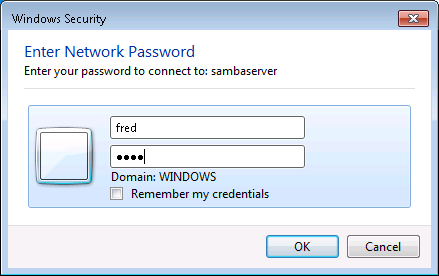 Windows Security
Enter Network Password
Enter your password to connect to: sambaserver
fred
●●●●
Domain: WINDOWS
Remember my credentials
OK
Cancel